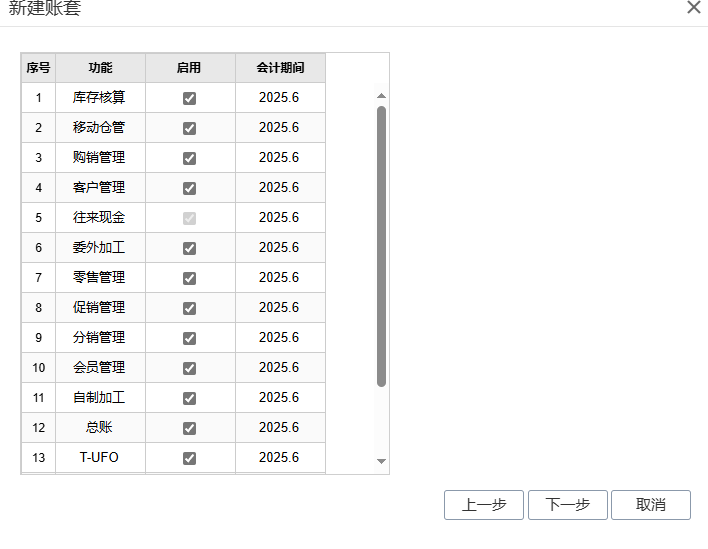 新建账套
序号 功能 启用 会计期间
1 库存核算 2025.6
2 移动仓管 2025.6
3 购销管理 2025.6
4 客户管理 2025.6
5 往来现金 2025.6
6 委外加工 2025.6
7 零售管理 2025.6
8 促销管理 2025.6
9 分销管理 2025.6
10 会员管理 2025.6
11 自制加工 2025.6
12 总账 2025.6
13 T-UFO 2025.6
上一步 下一步 取消